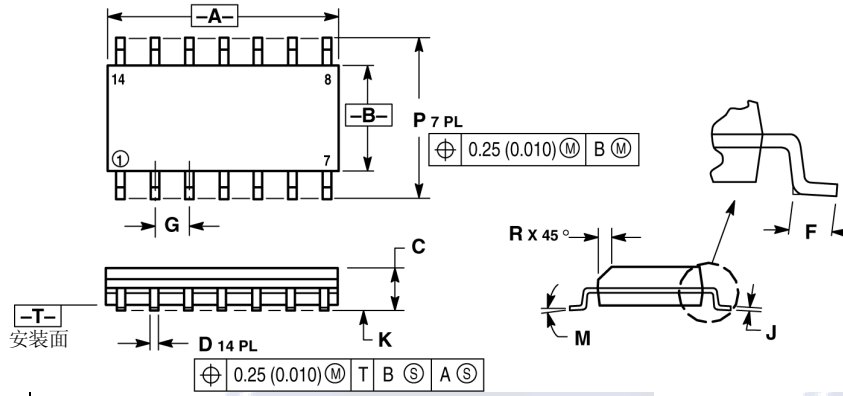 –A–
14 8
–B–
P 7 PL
⌖ 0.25 (0.010) Ⓜ B Ⓜ
① 7
G
F
R X 45°
C
–T–
安装面
K
M
J
D 14 PL
⌖ 0.25 (0.010) Ⓜ T B Ⓢ A Ⓢ